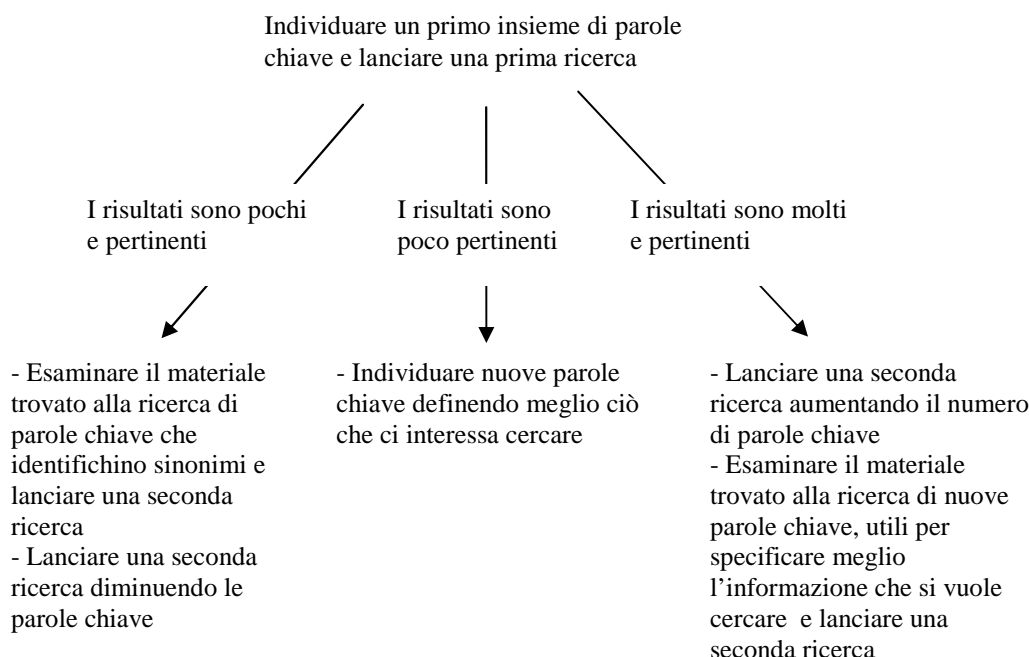 Individuare un primo insieme di parole
chiave e lanciare una prima ricerca
I risultati sono pochi
e pertinenti
I risultati sono
poco pertinenti
I risultati sono molti
e pertinenti
- Esaminare il materiale
trovato alla ricerca di
parole chiave che
identifichino sinonimi e
lanciare una seconda
ricerca
- Lanciare una seconda
ricerca diminuendo le
parole chiave
- Individuare nuove parole
chiave definendo meglio ciò
che ci interessa cercare
- Lanciare una seconda
ricerca aumentando il numero
di parole chiave
- Esaminare il materiale
trovato alla ricerca di nuove
parole chiave, utili per
specificare meglio
l’informazione che si vuole
cercare e lanciare una
seconda ricerca